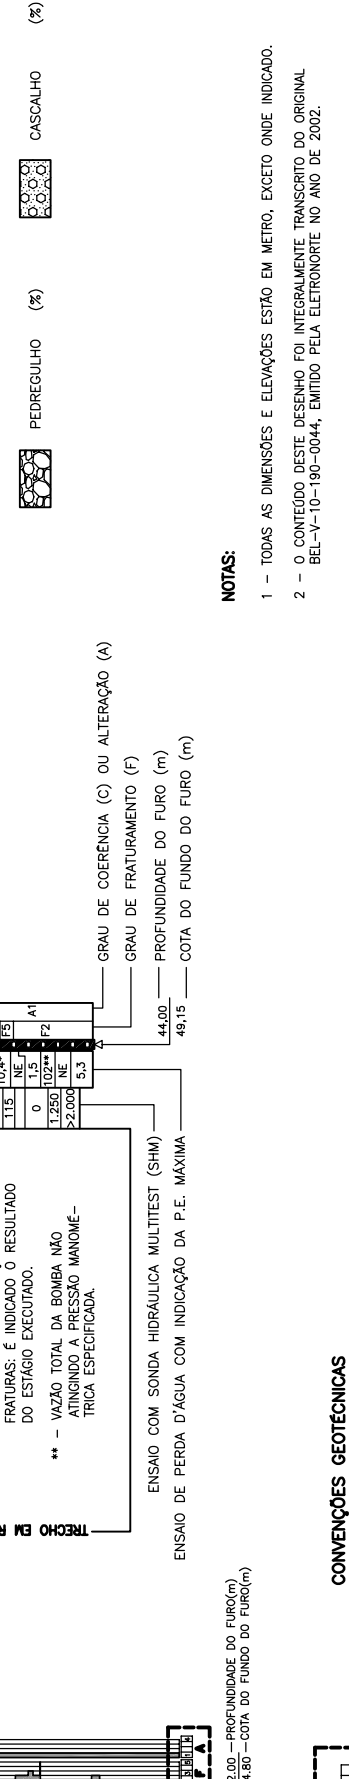 PEDREGULHO (%)
CASCALHO (%)
NOTAS:
1 – TODAS AS DIMENSÕES E ELEVAÇÕES ESTÃO EM METRO, EXCETO ONDE INDICADO.
2 – O CONTEÚDO DESTE DESENHO FOI INTEGRALMENTE TRANSCRITO DO ORIGINAL
BEL–V–10–190–0044, EMITIDO PELA ELETRONORTE NO ANO DE 2002.
FRATURAS: É INDICADO O RESULTADO
DO ESTÁGIO EXECUTADO.
** – VAZÃO TOTAL DA BOMBA NÃO
ATINGINDO A PRESSÃO MANOMÉ–
TRICA ESPECIFICADA.
TRECHO EM
115
0
1.250
>2.000
NE
1,5
102**
NE
5,3
F5
F2
A1
GRAU DE COERÊNCIA (C) OU ALTERAÇÃO (A)
GRAU DE FRATURAMENTO (F)
44,00 PROFUNDIDADE DO FURO (m)
49,15 COTA DO FUNDO DO FURO (m)
ENSAIO COM SONDA HIDRÁULICA MULTITEST (SHM)
ENSAIO DE PERDA D'ÁGUA COM INDICAÇÃO DA P.E. MÁXIMA
F A
2.00 PROFUNDIDADE DO FURO(m)
4.80 COTA DO FUNDO DO FURO(m)
CONVENÇÕES GEOTÉCNICAS